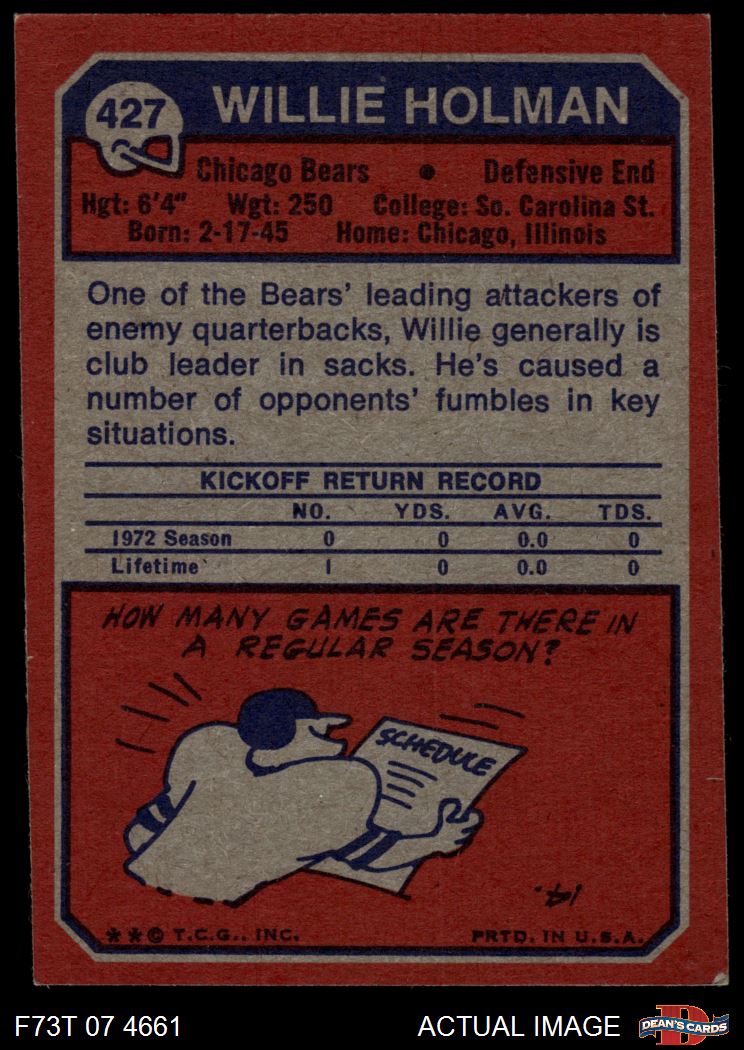 427
WILLIE HOLMAN
Chicago Bears • Defensive End
Hgt: 6'4" Wgt: 250 College: So. Carolina St.
Born: 2-17-45 Home: Chicago, Illinois
One of the Bears' leading attackers of
enemy quarterbacks, Willie generally is
club leader in sacks. He's caused a
number of opponents' fumbles in key
situations.
KICKOFF RETURN RECORD
NO. YDS. AVG. TDS.
1972 Season 0 0 0.0 0
Lifetime 1 0 0.0 0
HOW MANY GAMES ARE THERE IN
A REGULAR SEASON?
SCHEDULE
14.
**© T.C.G., INC. PRTD. IN U.S.A.
F73T 07 4661 ACTUAL IMAGE D DEAN'S CARDS